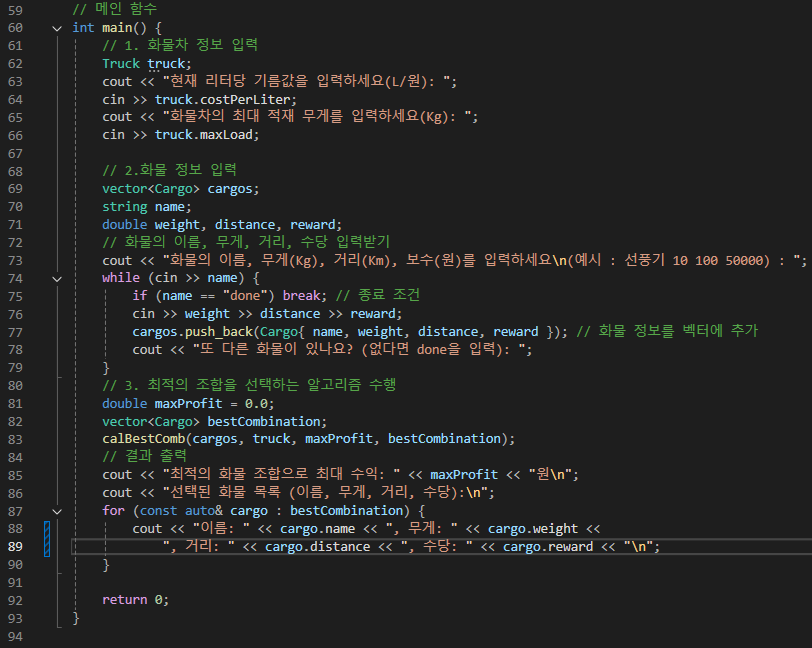 59 // 메인 함수
60 int main() {
61 // 1. 화물차 정보 입력
62 Truck truck;
63 cout << "현재 리터당 기름값을 입력하세요(L/원): ";
64 cin >> truck.costPerLiter;
65 cout << "화물차의 최대 적재 무게를 입력하세요(Kg): ";
66 cin >> truck.maxLoad;
67
68 // 2.화물 정보 입력
69 vector<Cargo> cargos;
70 string name;
71 double weight, distance, reward;
72 // 화물의 이름, 무게, 거리, 수당 입력받기
73 cout << "화물의 이름, 무게(Kg), 거리(Km), 보수(원)를 입력하세요\n(예시 : 선풍기 10 100 50000) : ";
74 while (cin >> name) {
75 if (name == "done") break; // 종료 조건
76 cin >> weight >> distance >> reward;
77 cargos.push_back(Cargo{ name, weight, distance, reward }); // 화물 정보를 벡터에 추가
78 cout << "또 다른 화물이 있나요? (없다면 done을 입력): ";
79 }
80 // 3. 최적의 조합을 선택하는 알고리즘 수행
81 double maxProfit = 0.0;
82 vector<Cargo> bestCombination;
83 calBestComb(cargos, truck, maxProfit, bestCombination);
84 // 결과 출력
85 cout << "최적의 화물 조합으로 최대 수익: " << maxProfit << "원\n";
86 cout << "선택된 화물 목록 (이름, 무게, 거리, 수당):\n";
87 for (const auto& cargo : bestCombination) {
88 cout << "이름: " << cargo.name << ", 무게: " << cargo.weight <<
89 ", 거리: " << cargo.distance << ", 수당: " << cargo.reward << "\n";
90 }
91
92 return 0;
93 }
94